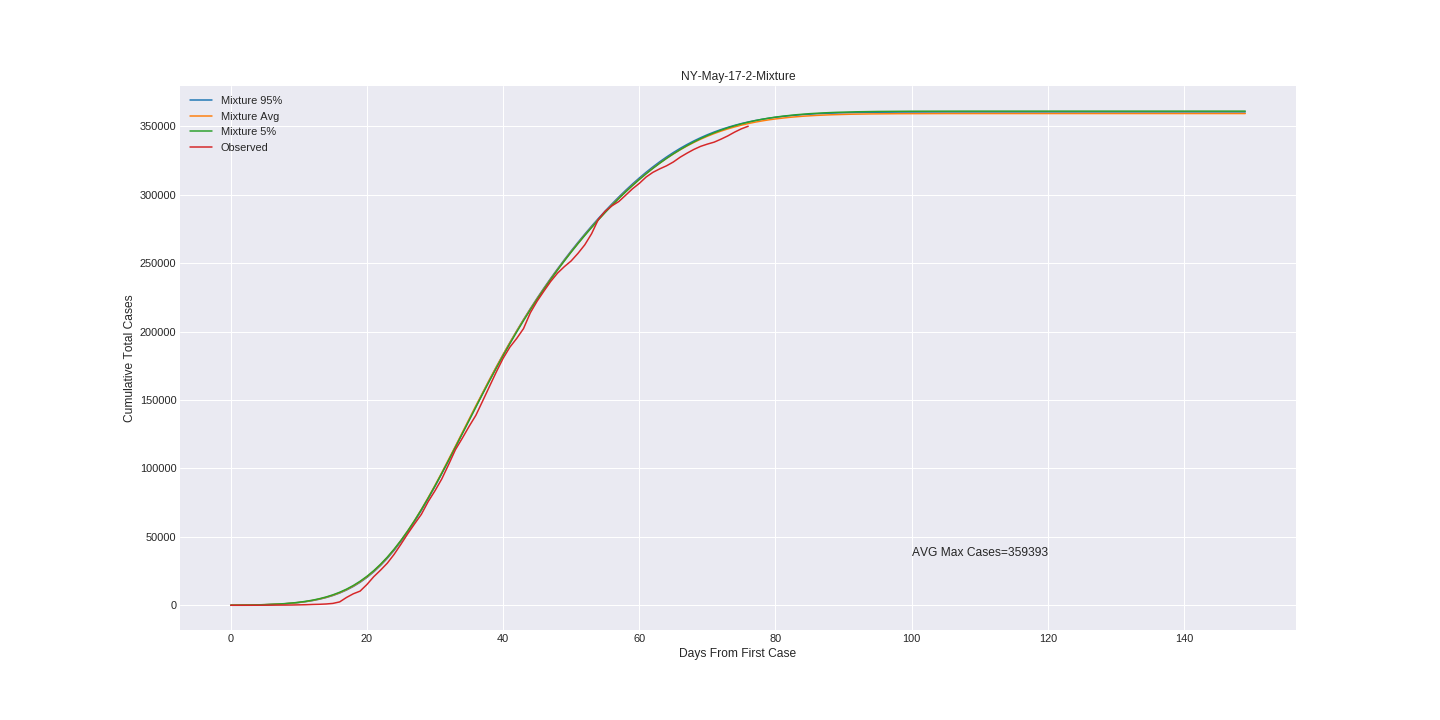 NY-May-17-2-Mixture
Mixture 95%
Mixture Avg
Mixture 5%
Observed
350000
300000
250000
200000
150000
100000
50000
0
Cumulative Total Cases
AVG Max Cases=359393
0 20 40 60 80 100 120 140
Days From First Case